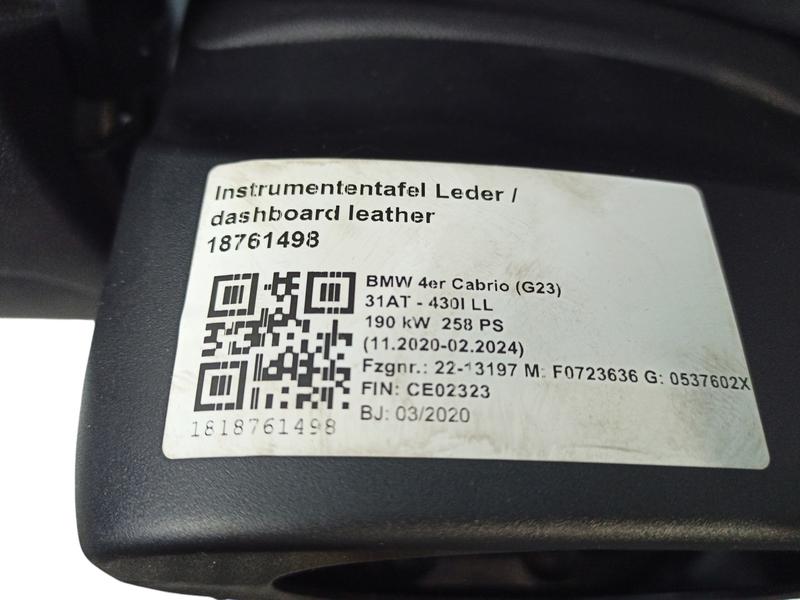 Instrumententafel Leder /
dashboard leather
18761498
BMW 4er Cabrio (G23)
31AT - 430I LL
190 kW 258 PS
(11.2020-02.2024)
Fzgnr.: 22-13197 M: F0723636 G: 0537602X
FIN: CE02323
BJ: 03/2020
1818761498